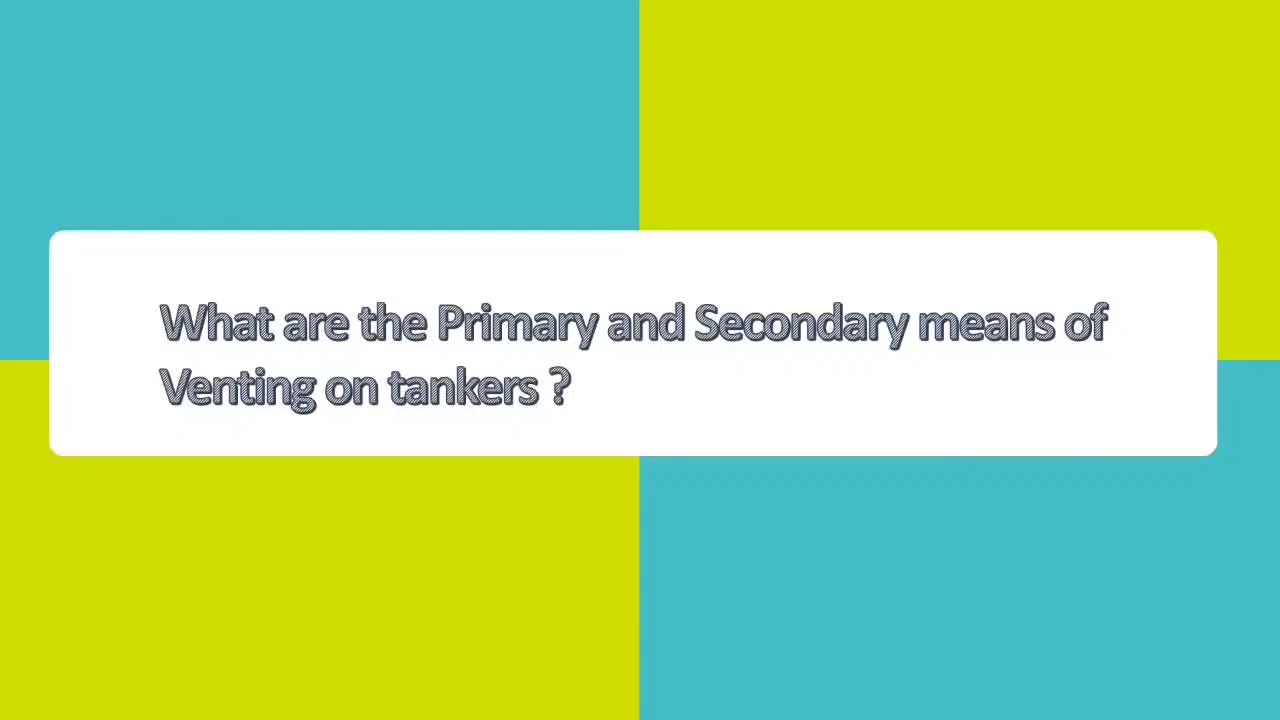 What are the Primary and Secondary means of
Venting on tankers ?